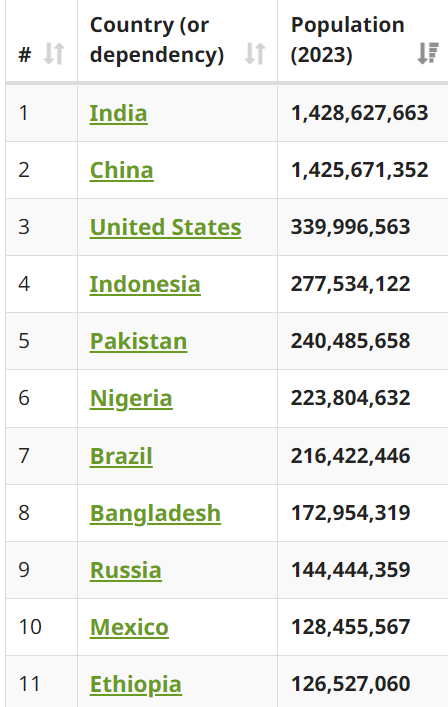 # Country (or dependency) Population (2023)
1 India 1,428,627,663
2 China 1,425,671,352
3 United States 339,996,563
4 Indonesia 277,534,122
5 Pakistan 240,485,658
6 Nigeria 223,804,632
7 Brazil 216,422,446
8 Bangladesh 172,954,319
9 Russia 144,444,359
10 Mexico 128,455,567
11 Ethiopia 126,527,060